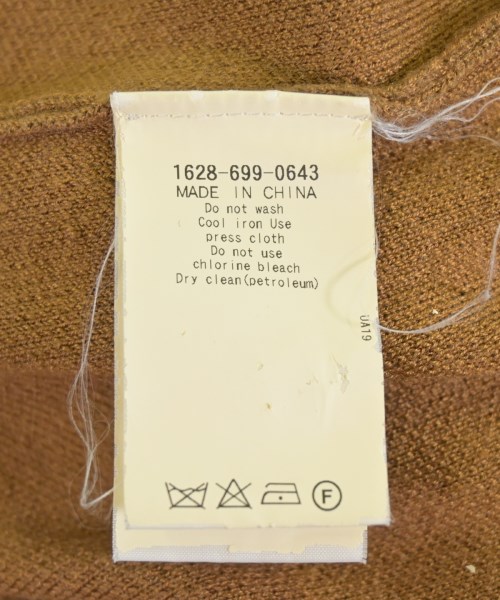 1628-699-0643
MADE IN CHINA
Do not wash
Cool iron Use
press cloth
Do not use
chlorine bleach
Dry clean(petroleum)
UA19
F